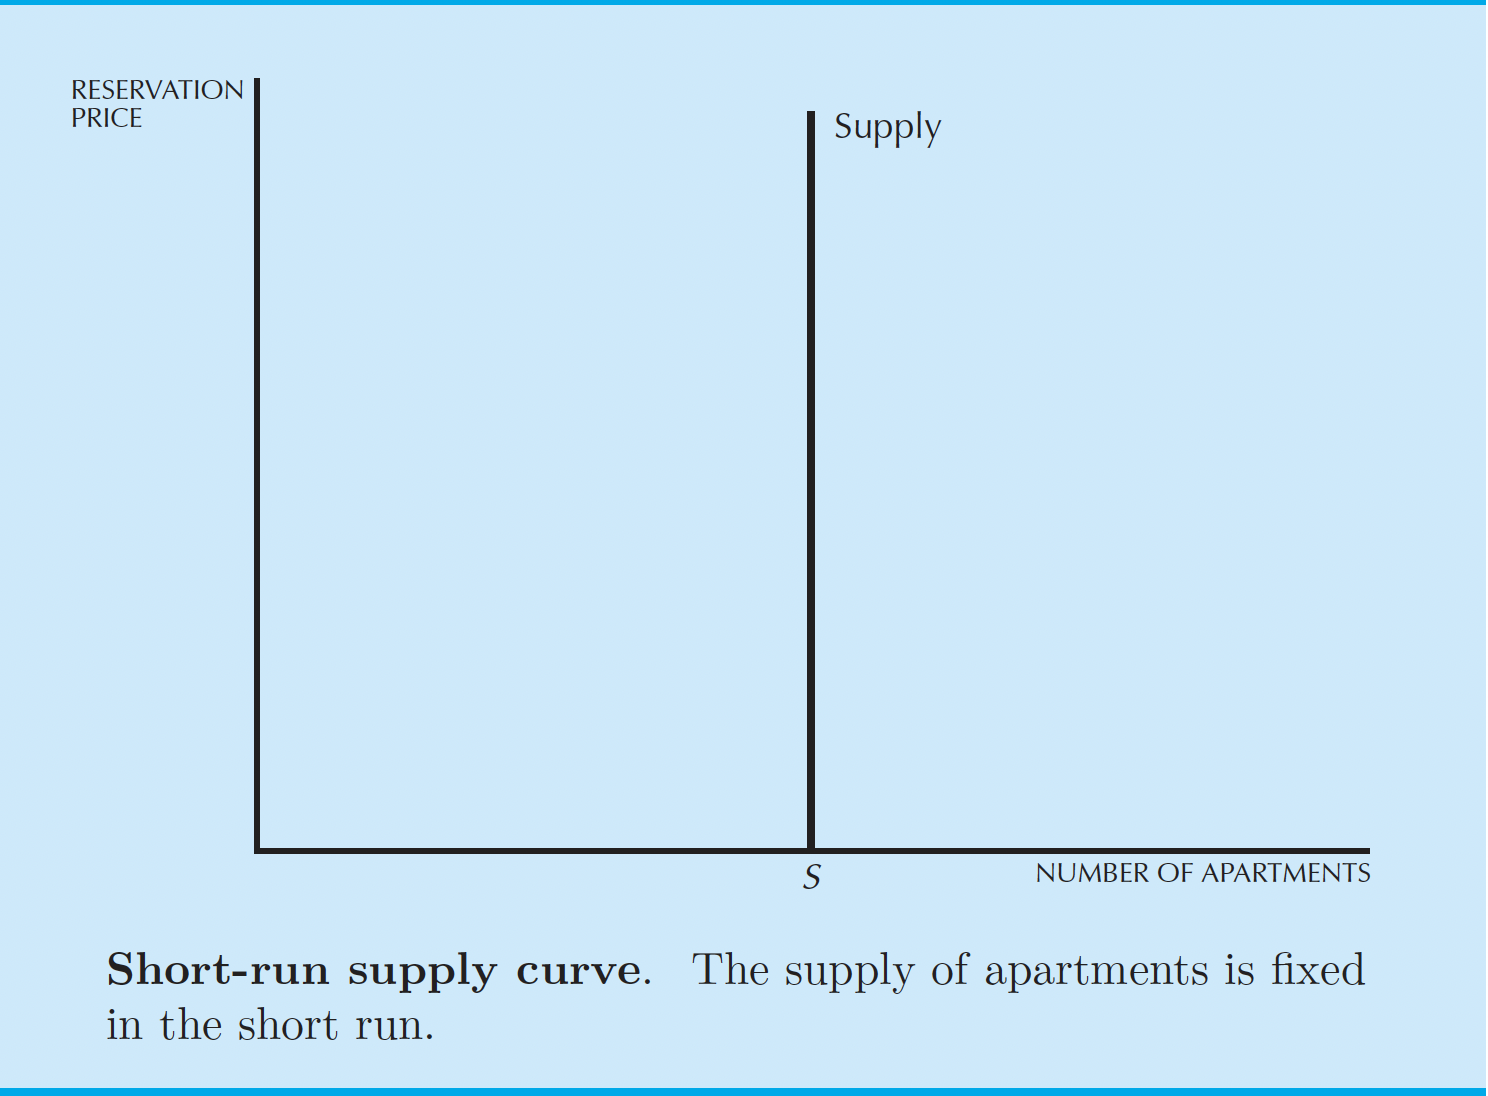 RESERVATION
PRICE
Supply
S
NUMBER OF APARTMENTS
Short-run supply curve. The supply of apartments is fixed
in the short run.